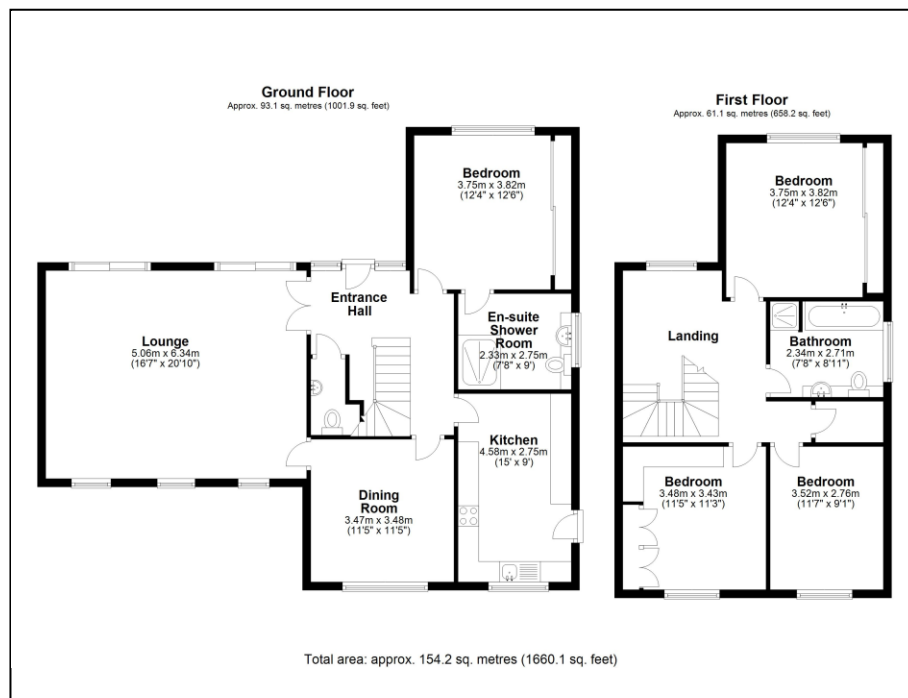 Ground Floor
Approx. 93.1 sq. metres (1001.9 sq. feet)
Bedroom
3.75m x 3.82m
(12'4" x 12'6")
Entrance
Hall
En-suite
Shower
Room
2.33m x 2.75m
(7'8" x 9')
Lounge
5.06m x 6.34m
(16'7" x 20'10")
Kitchen
4.58m x 2.75m
(15' x 9')
Dining
Room
3.47m x 3.48m
(11'5" x 11'5")
First Floor
Approx. 61.1 sq. metres (658.2 sq. feet)
Bedroom
3.75m x 3.82m
(12'4" x 12'6")
Landing
Bathroom
2.34m x 2.71m
(7'8" x 8'11")
Bedroom
3.48m x 3.43m
(11'5" x 11'3")
Bedroom
3.52m x 2.76m
(11'7" x 9'1")
Total area: approx. 154.2 sq. metres (1660.1 sq. feet)